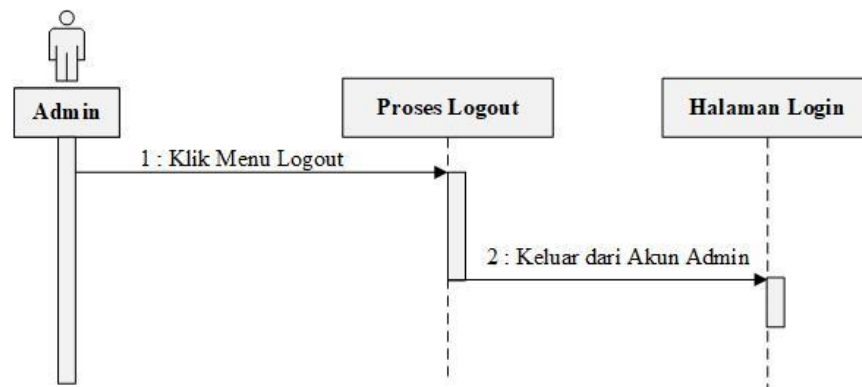 Admin
Proses Logout
Halaman Login
1 : Klik Menu Logout
2 : Keluar dari Akun Admin